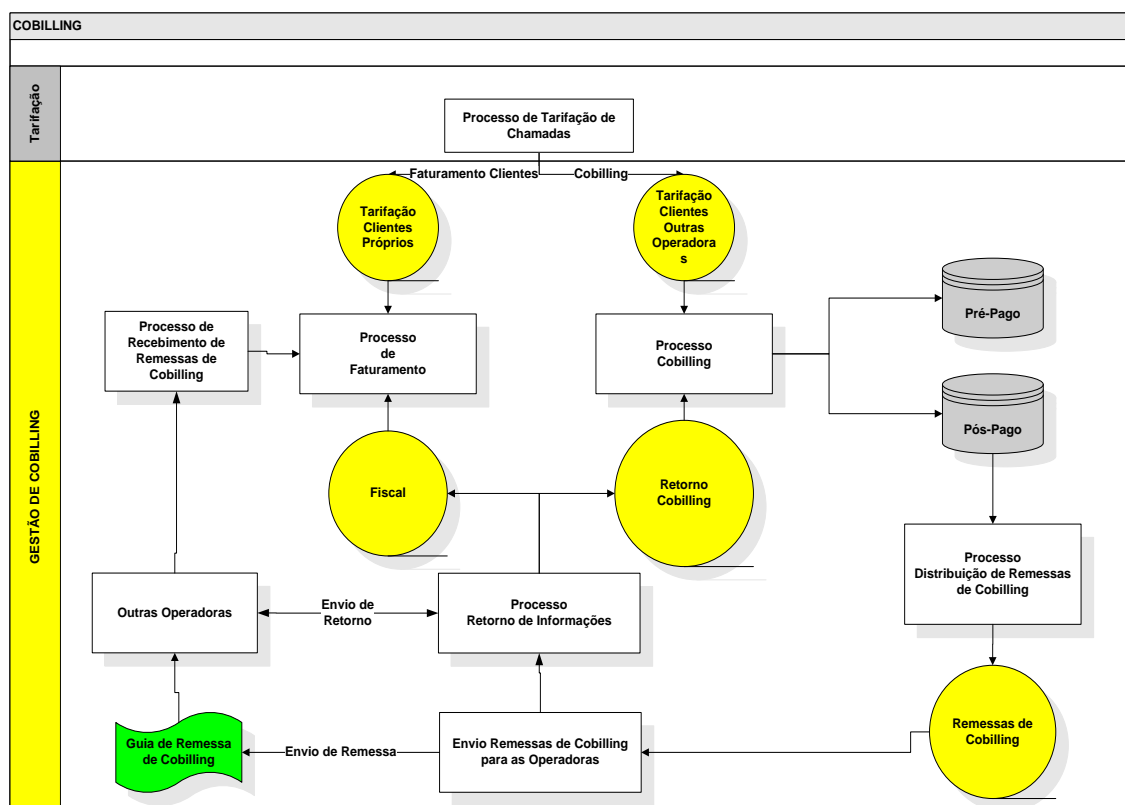 COBILLING
Tarifação
Processo de Tarifação de
Chamadas
GESTÃO DE COBILLING
Faturamento Clientes
Cobilling
Tarifação
Clientes
Próprios
Tarifação
Clientes
Outras
Operadora
s
Processo de
Recebimento de
Remessas de
Cobilling
Processo
de
Faturamento
Processo
Cobilling
Pré-Pago
Pós-Pago
Fiscal
Retorno
Cobilling
Processo
Distribuição de Remessas
de Cobilling
Outras Operadoras
Envio de
Retorno
Processo
Retorno de Informações
Guia de Remessa
de Cobilling
Envio de Remessa
Envio Remessas de Cobilling
para as Operadoras
Remessas de
Cobilling